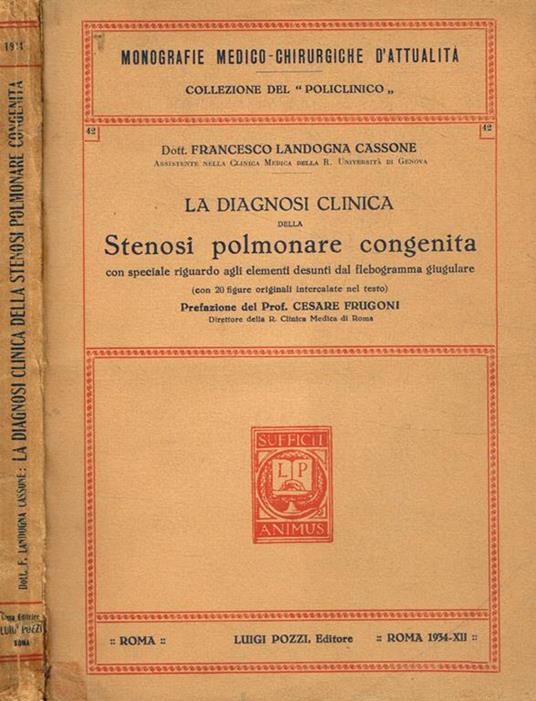 MONOGRAFIE MEDICO-CHIRURGICHE D'ATTUALITÀ
COLLEZIONE DEL “ POLICLINICO „
42
42
Dott. FRANCESCO LANDOGNA CASSONE
ASSISTENTE NELLA CLINICA MEDICA DELLA R. UNIVERSITÀ DI GENOVA
LA DIAGNOSI CLINICA
DELLA
Stenosi polmonare congenita
con speciale riguardo agli elementi desunti dal flebogramma giugulare
(con 20 figure originali intercalate nel testo)
Prefazione del Prof. CESARE FRUGONI
Direttore della R. Clinica Medica di Roma
SUFFICIT
L P
ANIMUS
:: ROMA :: LUIGI POZZI, Editore :: ROMA 1934-XII ::
Dott. F. LANDOGNA CASSONE: LA DIAGNOSI CLINICA DELLA STENOSI POLMONARE CONGENITA
Casa Editrice
LUIGI POZZI
ROMA